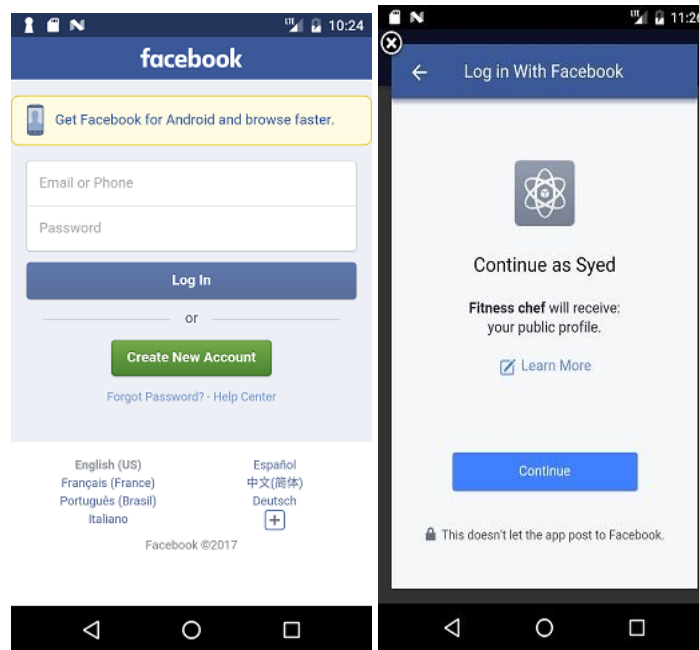 10:24
facebook
Get Facebook for Android and browse faster.
Email or Phone
Password
Log In
or
Create New Account
Forgot Password? · Help Center
English (US)
Español
Français (France)
中文(简体)
Português (Brasil)
Deutsch
Italiano
Facebook ©2017
11:26
Log in With Facebook
Continue as Syed
Fitness chef will receive:
your public profile.
Learn More
Continue
This doesn't let the app post to Facebook.